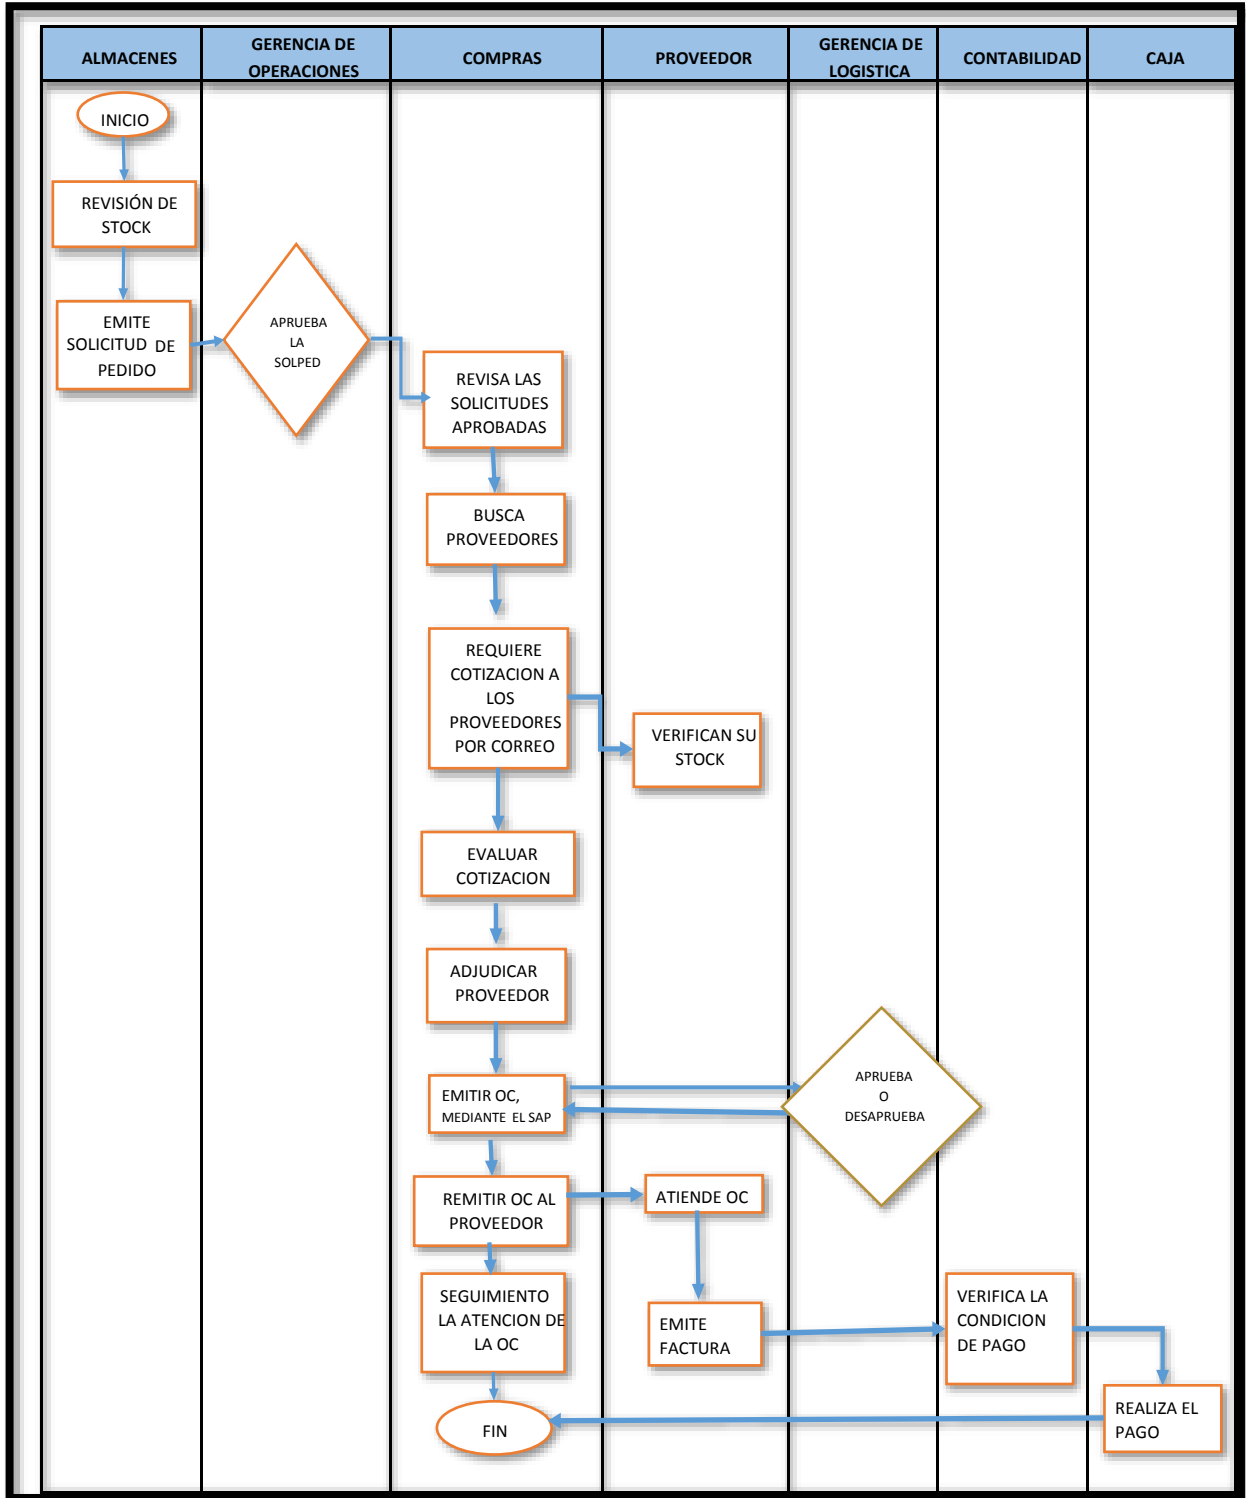 ALMACENES
GERENCIA DE
OPERACIONES
COMPRAS
PROVEEDOR
GERENCIA DE
LOGISTICA
CONTABILIDAD
CAJA
INICIO
REVISIÓN DE
STOCK
EMITE
SOLICITUD DE
PEDIDO
APRUEBA
LA
SOLPED
REVISA LAS
SOLICITUDES
APROBADAS
BUSCA
PROVEEDORES
REQUIERE
COTIZACION A
LOS
PROVEEDORES
POR CORREO
VERIFICAN SU
STOCK
EVALUAR
COTIZACION
ADJUDICAR
PROVEEDOR
EMITIR OC,
MEDIANTE EL SAP
APRUEBA
O
DESAPRUEBA
REMITIR OC AL
PROVEEDOR
ATIENDE OC
SEGUIMIENTO
LA ATENCION DE
LA OC
EMITE
FACTURA
VERIFICA LA
CONDICION
DE PAGO
REALIZA EL
PAGO
FIN